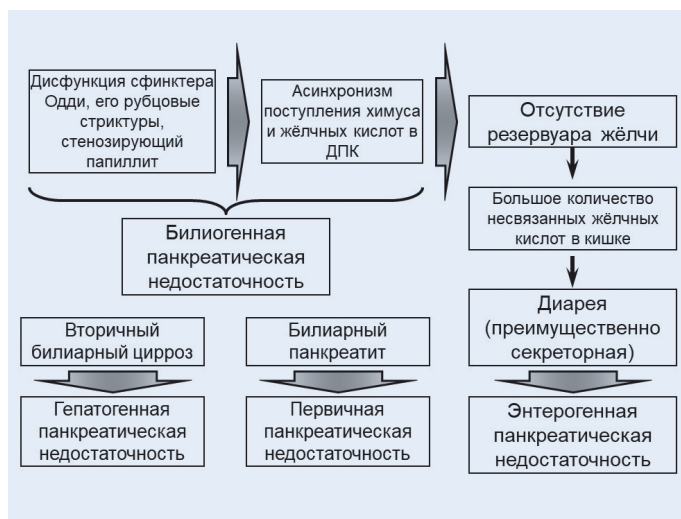 Дисфункция сфинктера
Одди, его рубцовые
стриктуры,
стенозирующий
папиллит
Асинхронизм
поступления химуса
и жёлчных кислот в
ДПК
Отсутствие
резервуара жёлчи
Большое количество
несвязанных жёлчных
кислот в кишке
Билиогенная
панкреатическая
недостаточность
Диарея
(преимущественно
секреторная)
Вторичный
билиарный цирроз
Билиарный
панкреатит
Гепатогенная
панкреатическая
недостаточность
Первичная
панкреатическая
недостаточность
Энтерогенная
панкреатическая
недостаточность